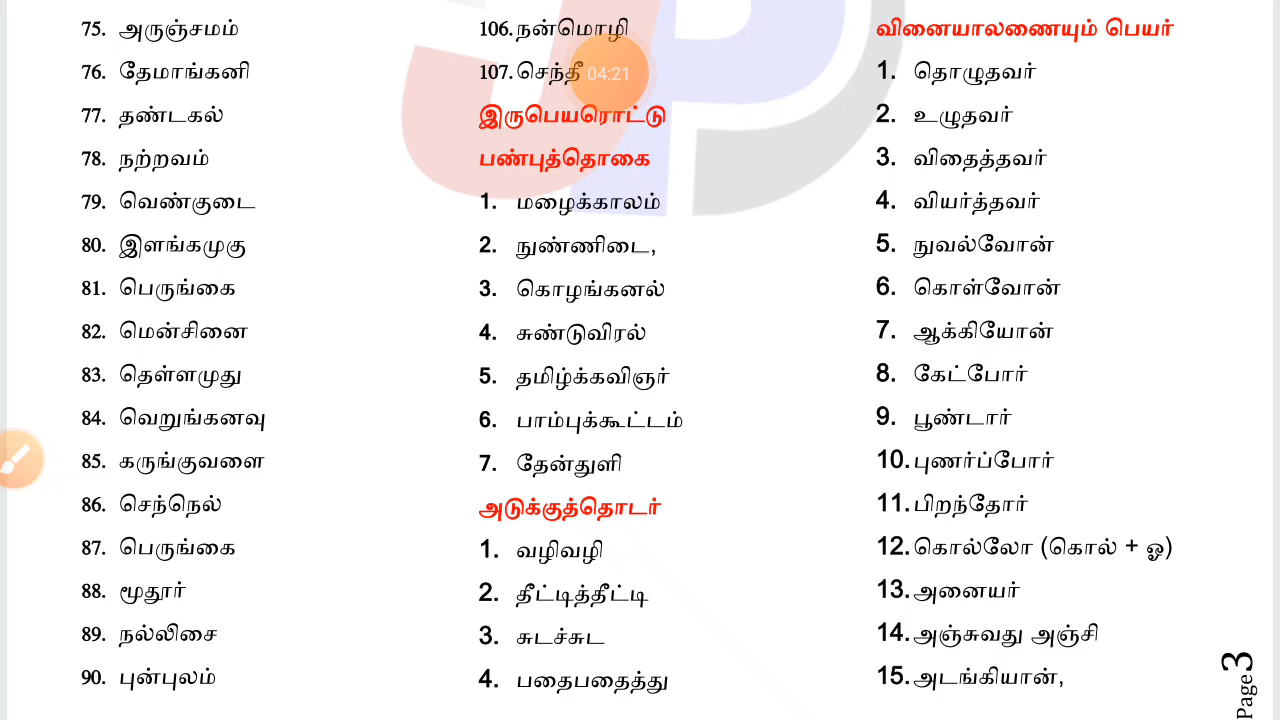 75. அருஞ்சமம்
76. தேமாங்கனி
77. தண்டகல்
78. நற்றவம்
79. வெண்குடை
80. இளங்கமுகு
81. பெருங்கை
82. மென்சினை
83. தெள்ளமுது
84. வெறுங்கனவு
85. கருங்குவளை
86. செந்நெல்
87. பெருங்கை
88. மூதூர்
89. நல்லிசை
90. புன்புலம்
106. நன்மொழி
107. செந்தீ 04:21
இருபெயரொட்டு
பண்புத்தொகை
1. மழைக்காலம்
2. நுண்ணிடை,
3. கொழங்கனல்
4. சுண்டுவிரல்
5. தமிழ்க்கவிஞர்
6. பாம்புக்கூட்டம்
7. தேன்துளி
அடுக்குத்தொடர்
1. வழிவழி
2. தீட்டித்தீட்டி
3. சுடச்சுட
4. பதைபதைத்து
வினையாலணையும் பெயர்
1. தொழுதவர்
2. உழுதவர்
3. விதைத்தவர்
4. வியர்த்தவர்
5. நுவல்வோன்
6. கொள்வோன்
7. ஆக்கியோன்
8. கேட்போர்
9. பூண்டார்
10. புணர்ப்போர்
11. பிறந்தோர்
12. கொல்லோ (கொல் + ஓ)
13. அனையர்
14. அஞ்சுவது அஞ்சி
15. அடங்கியான்,
Page3